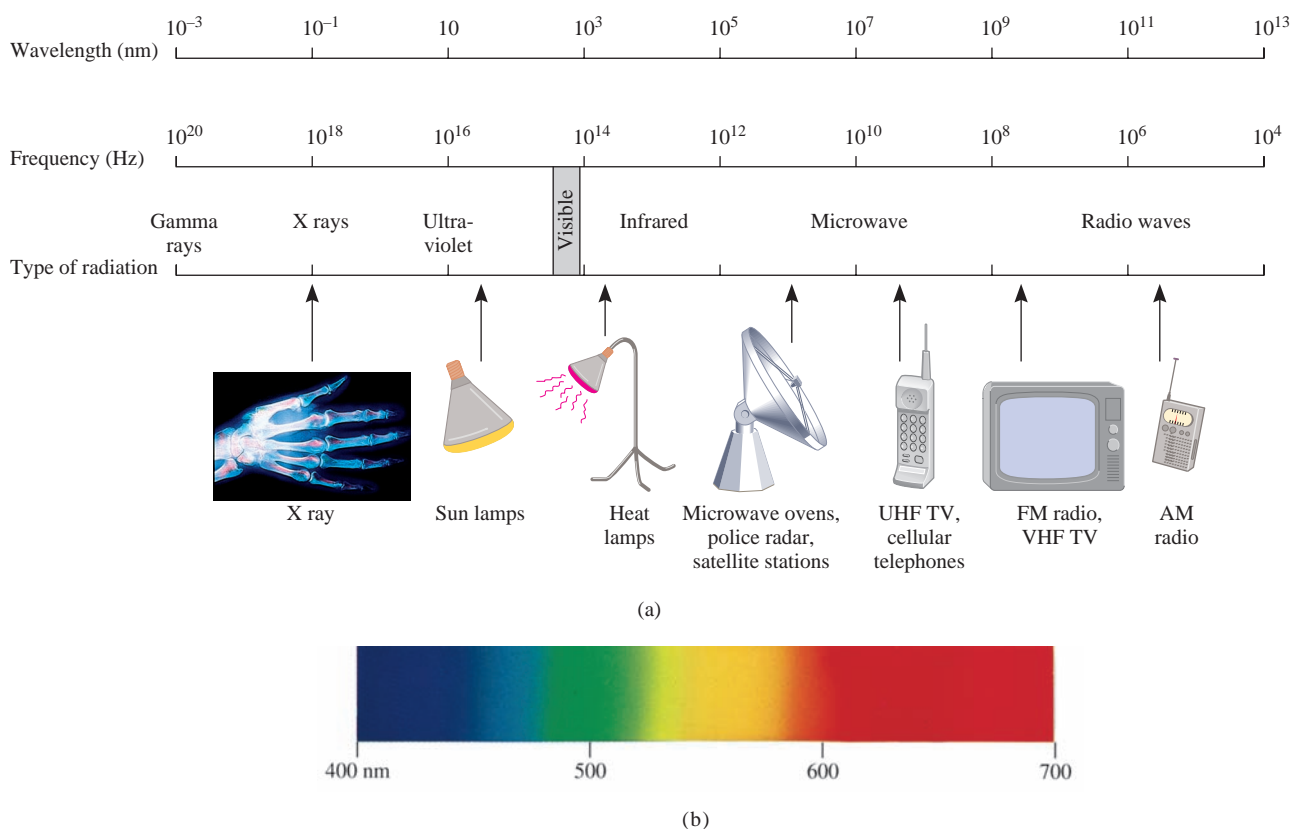 10⁻³ 10⁻¹ 10 10³ 10⁵ 10⁷ 10⁹ 10¹¹ 10¹³
Wavelength (nm)
10²⁰ 10¹⁸ 10¹⁶ 10¹⁴ 10¹² 10¹⁰ 10⁸ 10⁶ 10⁴
Frequency (Hz)
Gamma
rays
X rays
Ultra-
violet
Visible
Infrared
Microwave
Radio waves
Type of radiation
X ray
Sun lamps
Heat
lamps
Microwave ovens,
police radar,
satellite stations
UHF TV,
cellular
telephones
FM radio,
VHF TV
AM
radio
(a)
400 nm 500 600 700
(b)